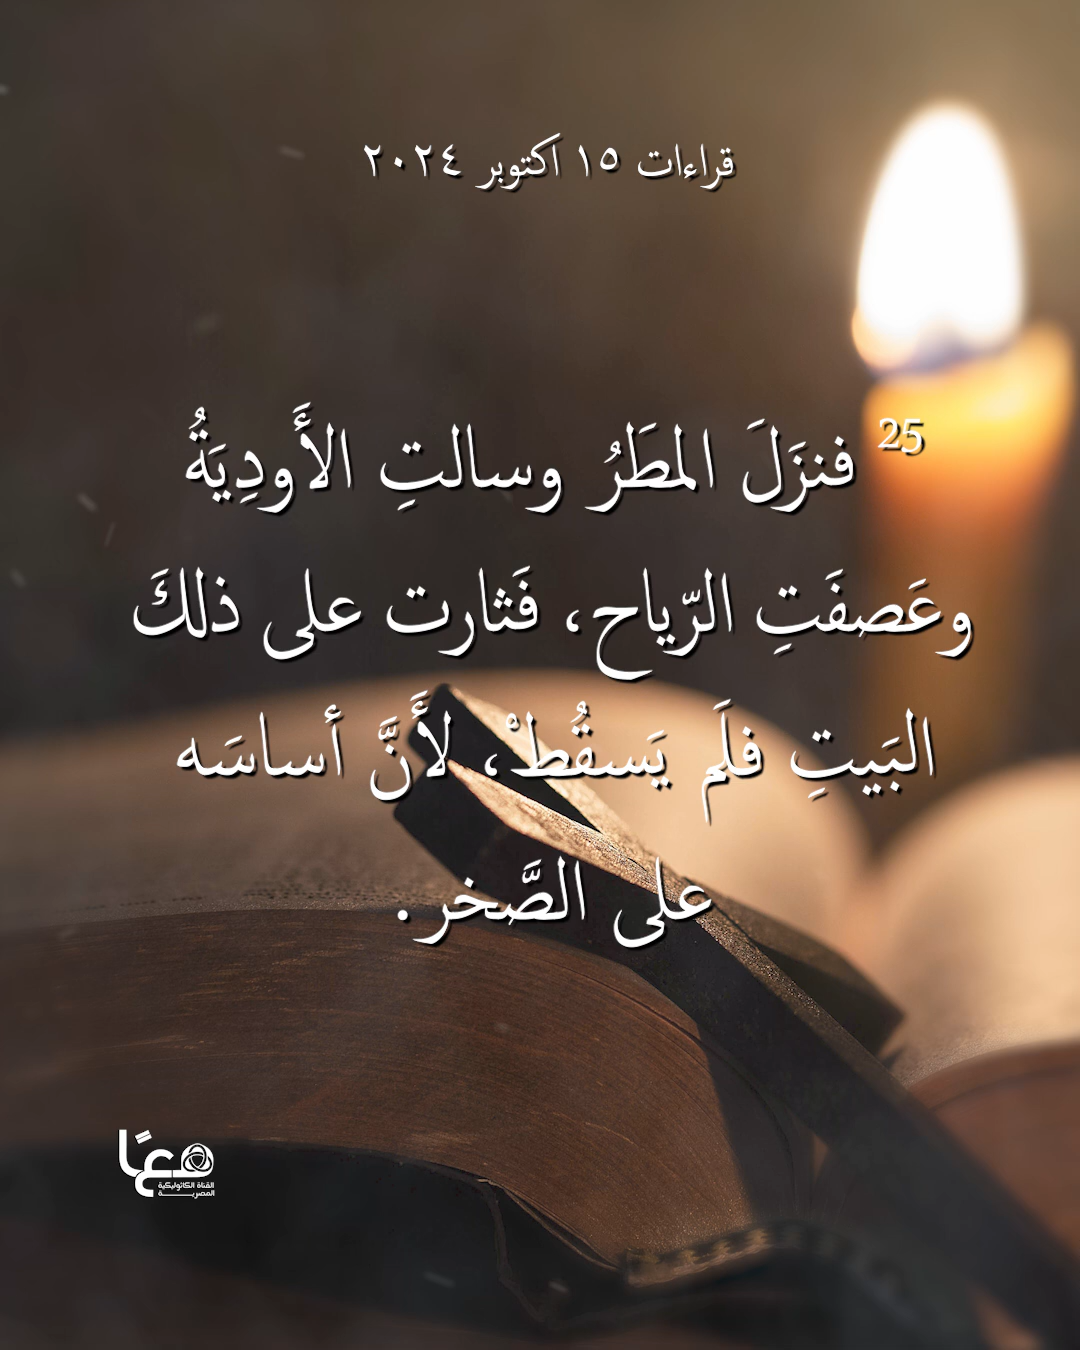 قراءات ١٥ اكتوبر ٢٠٢٤
25 فنزَلَ المطَرُ وسالتِ الأَودِيَةُ
وعَصفَتِ الرّياح، فَثارت على ذلكَ
البَيتِ فلَم يَسقُطْ، لأَنَّ أساسَه
على الصَّخر.
معًا
القناة الكاثوليكية
المصرية